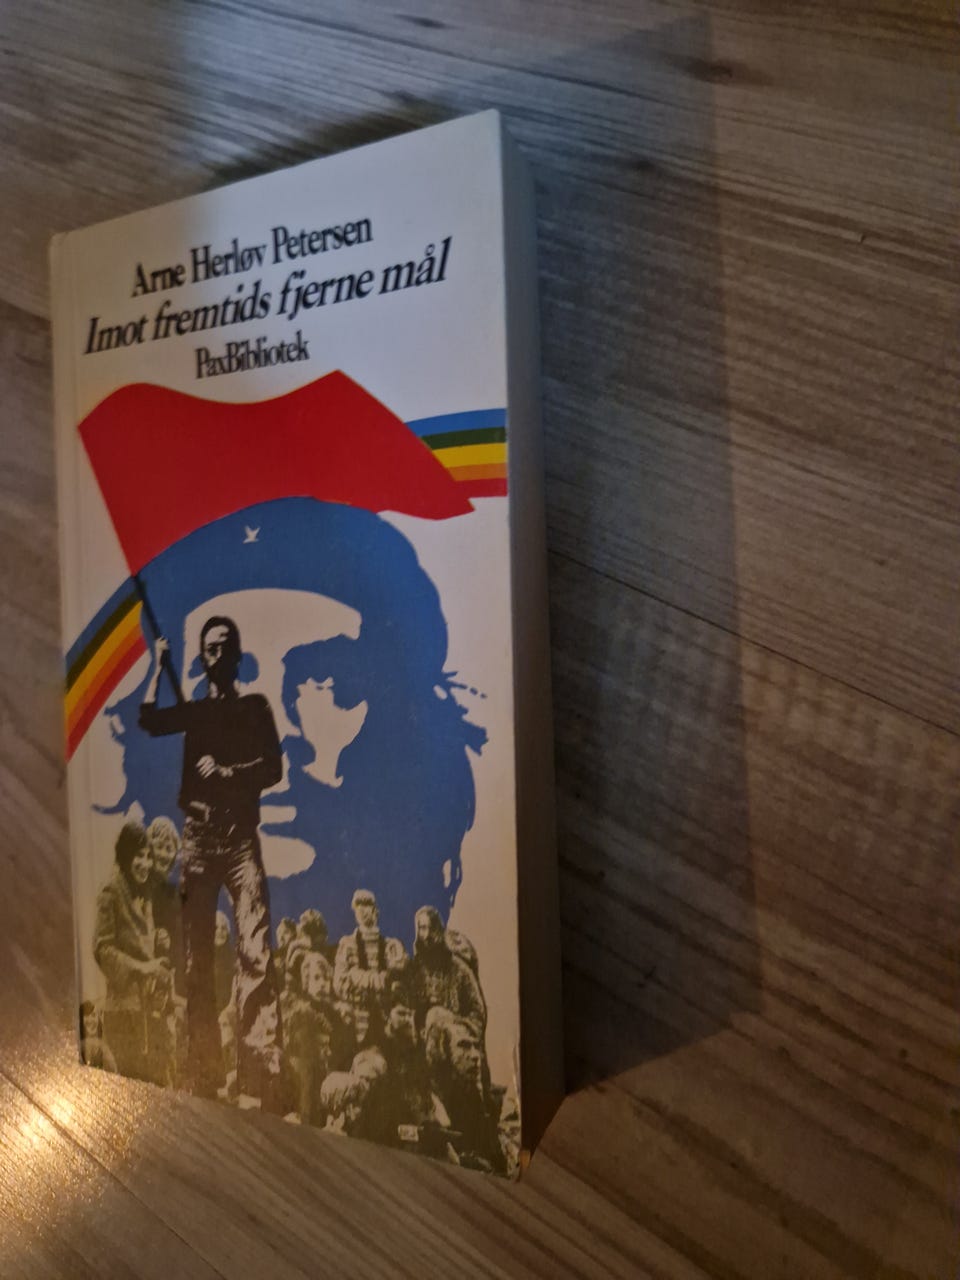 Arne Herløv Petersen
Imot fremtids fjerne mål
PaxBibliotek